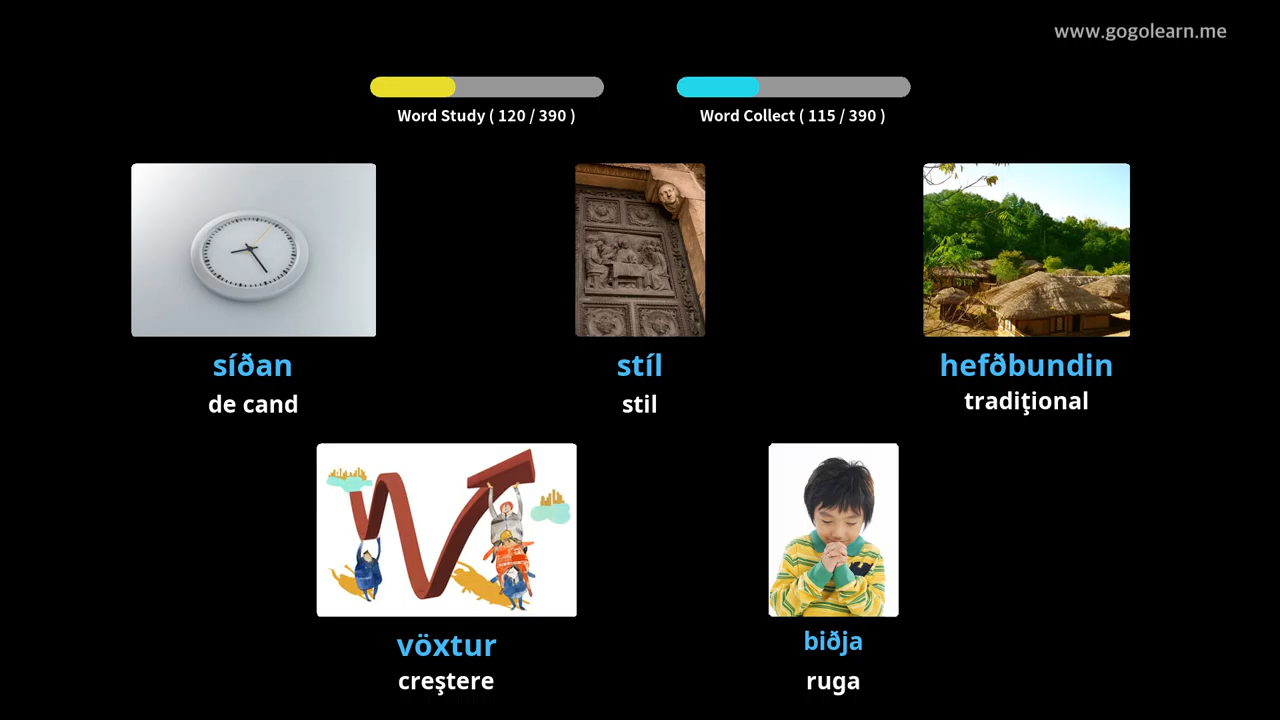 www.gogolearn.me
Word Study ( 120 / 390 )
Word Collect ( 115 / 390 )
síðan
de cand
stíl
stil
hefðbundin
tradiţional
vöxtur
creştere
biðja
ruga